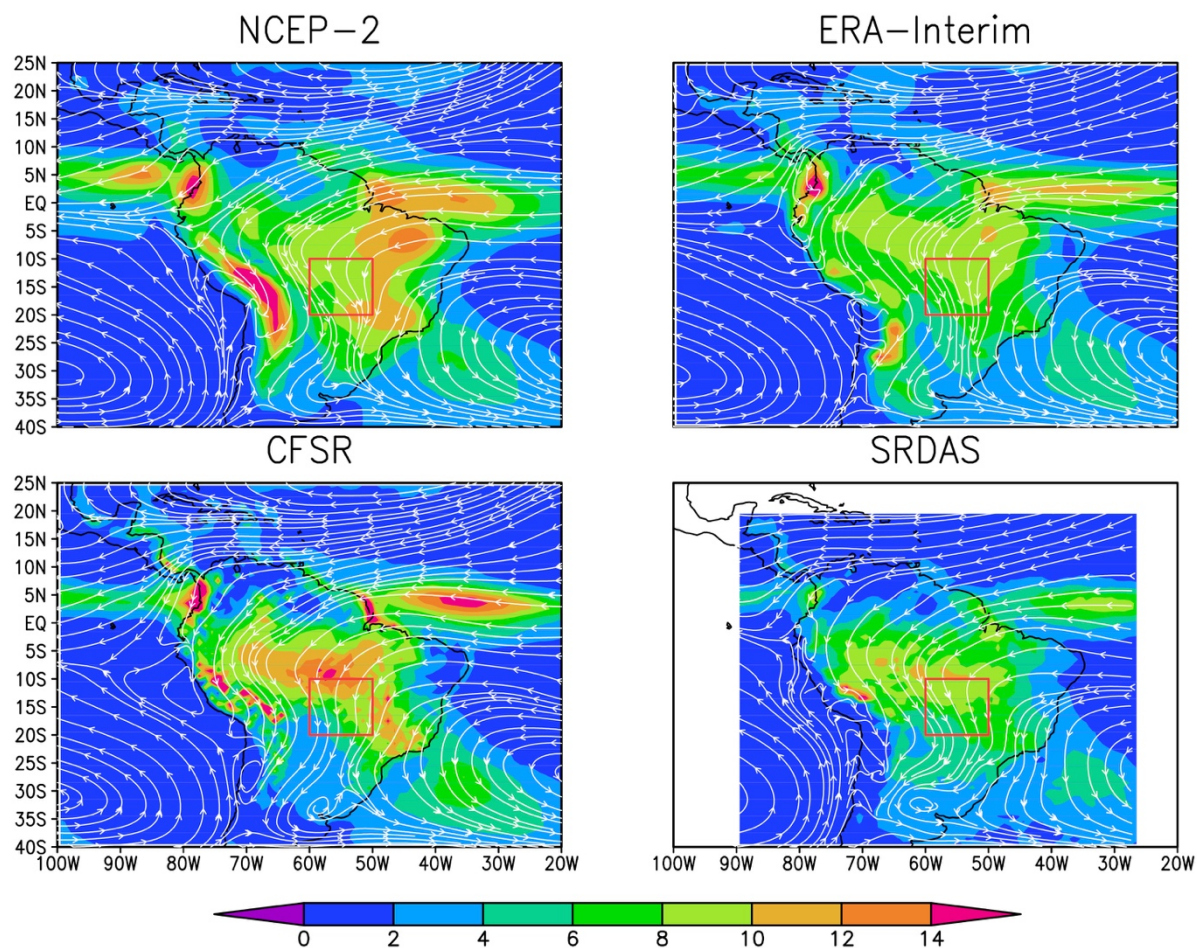 NCEP-2 ERA-Interim
25N
20N
15N
10N
5N
EQ
5S
10S
15S
20S
25S
30S
35S
40S
CFSR SRDAS
25N
20N
15N
10N
5N
EQ
5S
10S
15S
20S
25S
30S
35S
40S
100W 90W 80W 70W 60W 50W 40W 30W 20W 100W 90W 80W 70W 60W 50W 40W 30W 20W
0 2 4 6 8 10 12 14